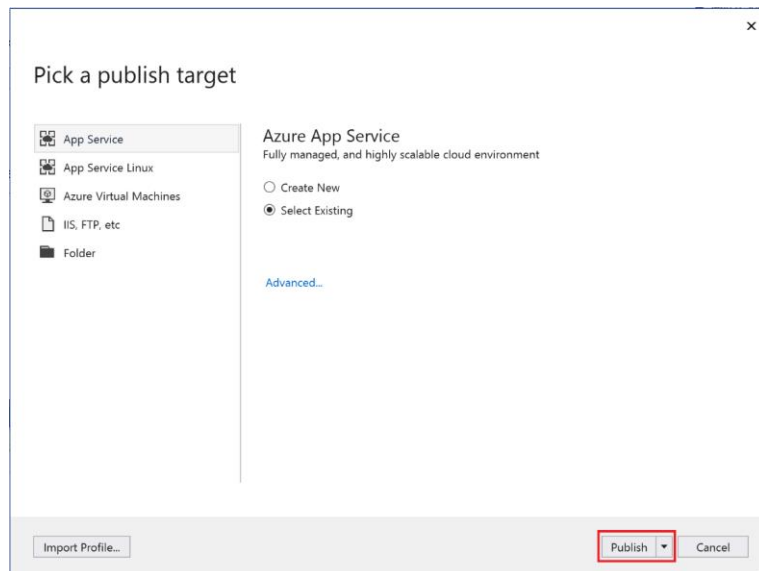 Pick a publish target
App Service
App Service Linux
Azure Virtual Machines
IIS, FTP, etc
Folder
Azure App Service
Fully managed, and highly scalable cloud environment
Create New
Select Existing
Advanced...
Import Profile...
Publish
Cancel